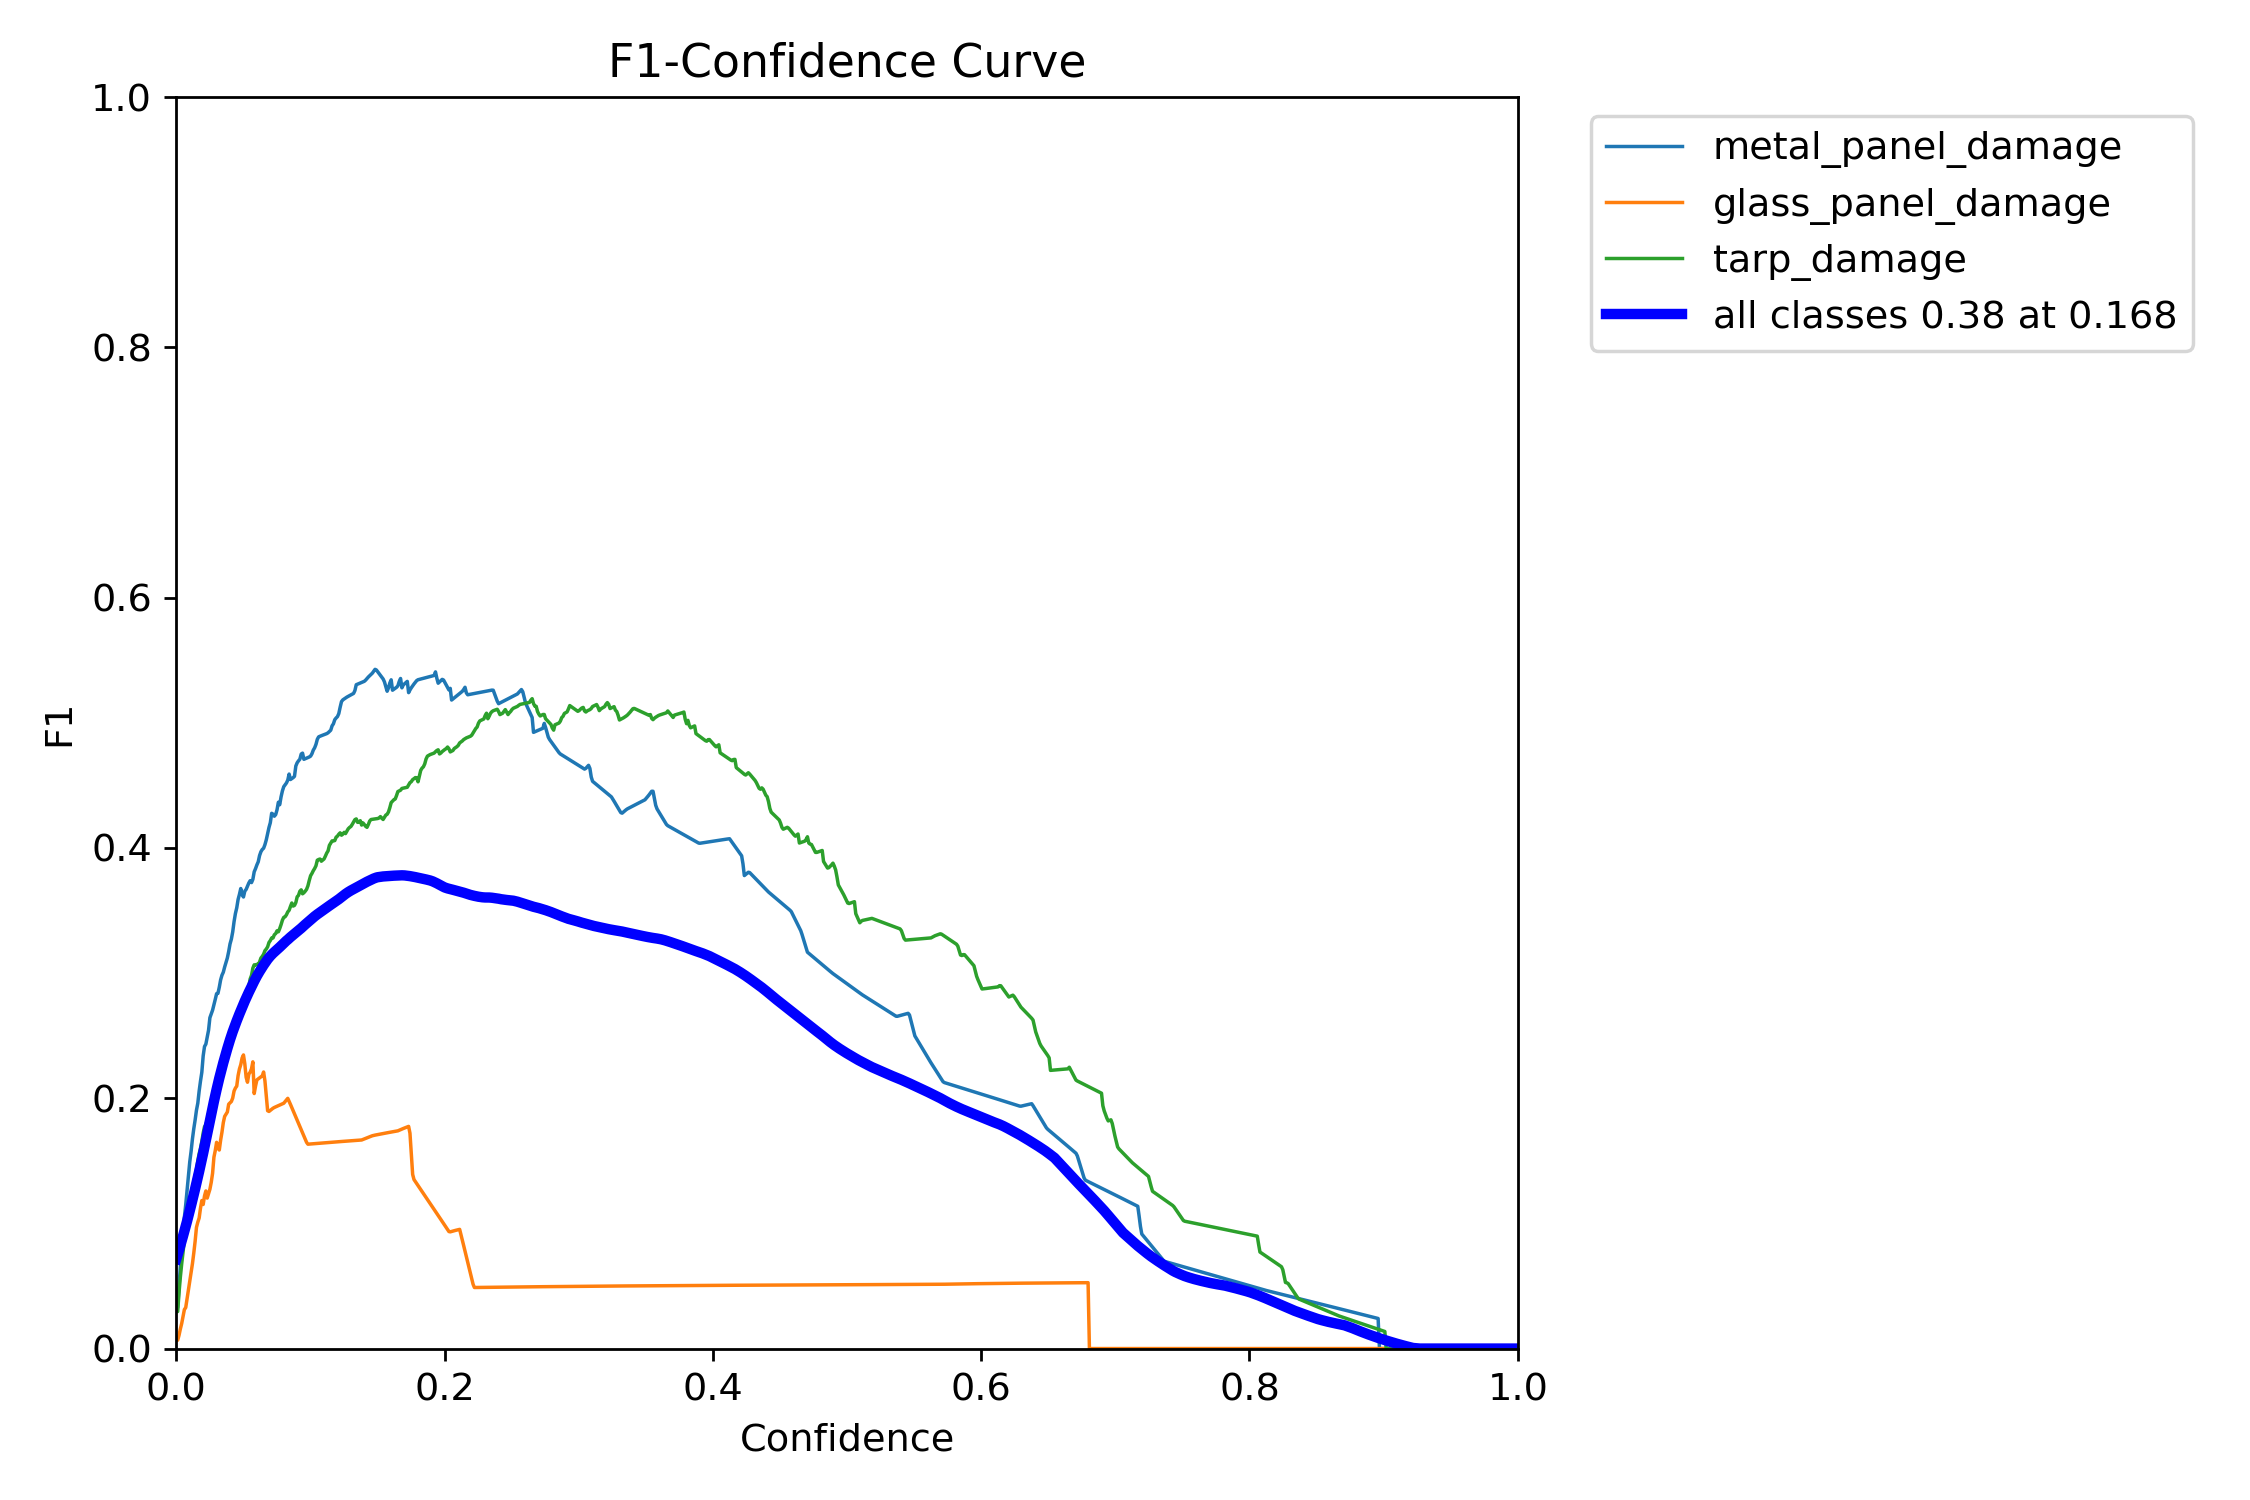 F1-Confidence Curve
metal_panel_damage
glass_panel_damage
tarp_damage
all classes 0.38 at 0.168
F1
1.0
0.8
0.6
0.4
0.2
0.0
0.0 0.2 0.4 0.6 0.8 1.0
Confidence